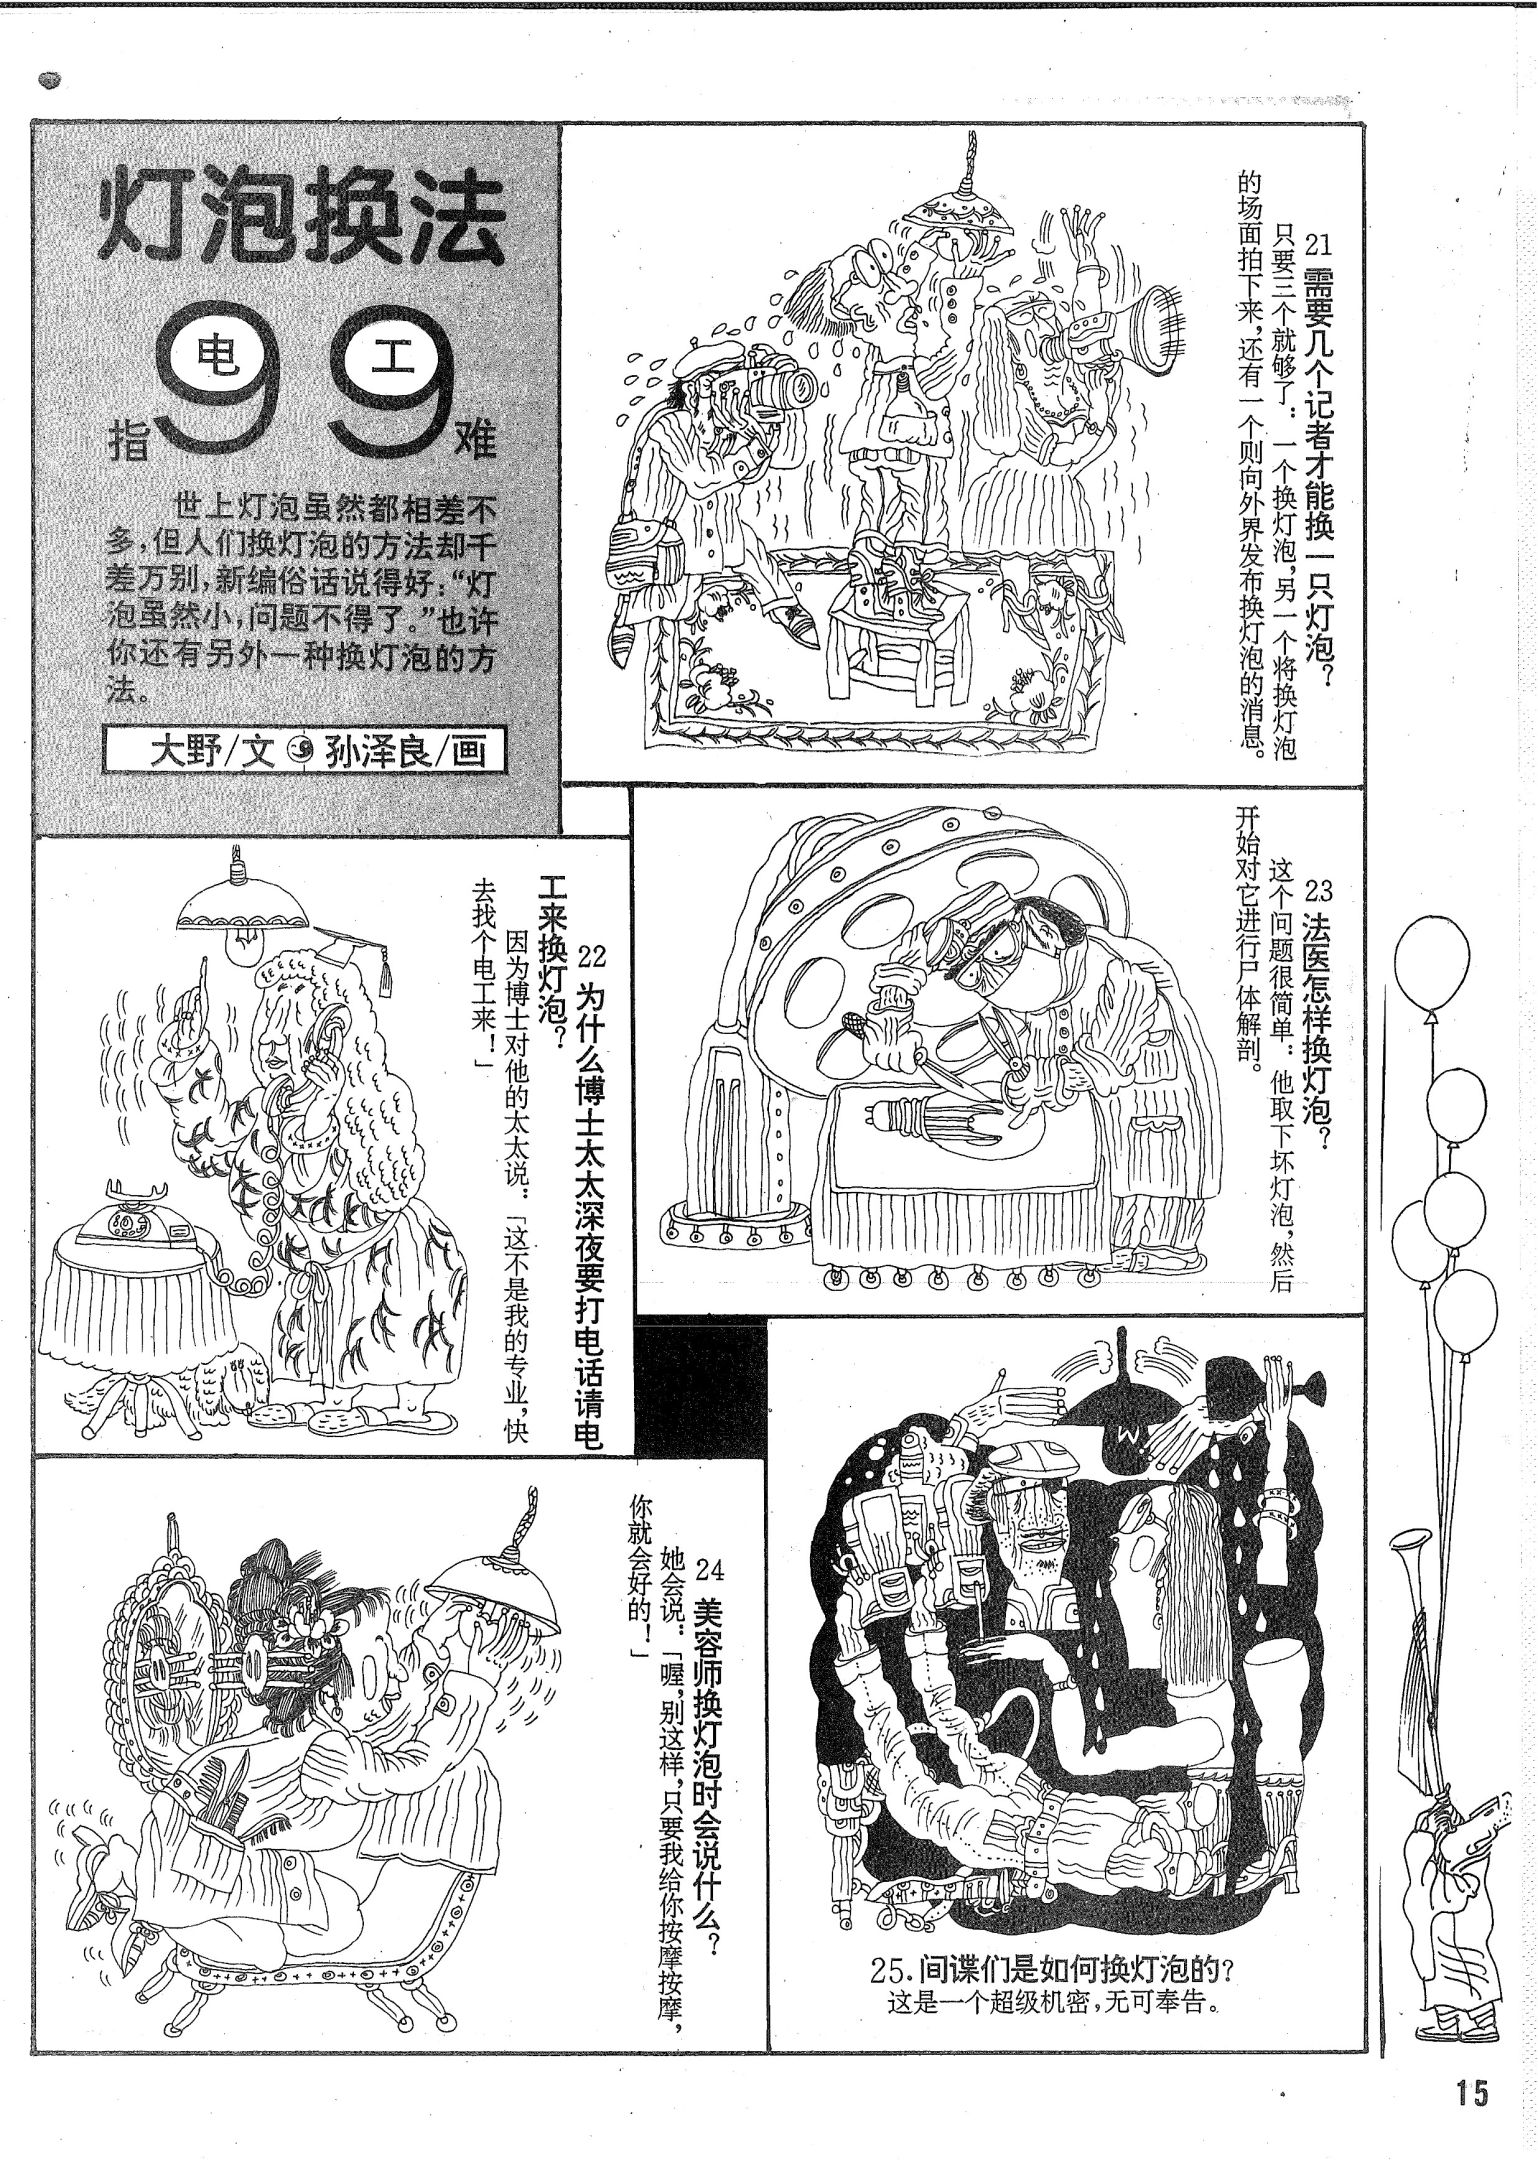 灯泡换法
99
电工
指难
世上灯泡虽然都相差不
多,但人们换灯泡的方法却千
差万别,新编俗话说得好:“灯
泡虽然小,问题不得了。”也许
你还有另外一种换灯泡的方
法。
大野/文 孙泽良/画
21 需要几个记者才能换一只灯泡?
只要三个就够了:一个换灯泡,另一个将换灯泡
的场面拍下来,还有一个则向外界发布换灯泡的消息。
22 为什么博士太太深夜要打电话请电
工来换灯泡?
因为博士对他的太太说:「这不是我的专业,快
去找个电工来!」
23 法医怎样换灯泡?
这个问题很简单:他取下坏灯泡,然后
开始对它进行尸体解剖。
24 美容师换灯泡时会说什么?
她会说:「喔,别这样,只要我给你按摩按摩,
你就会好的!」
25.间谍们是如何换灯泡的?
这是一个超级机密,无可奉告。
15